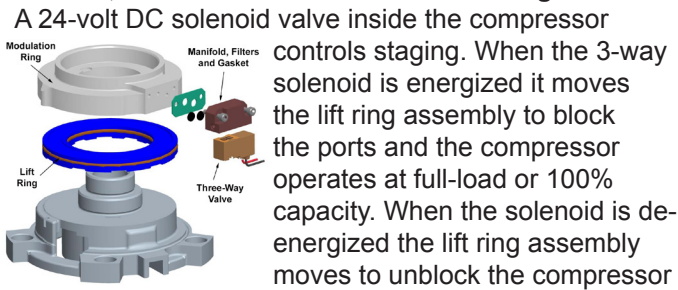 A 24-volt DC solenoid valve inside the compressor
controls staging. When the 3-way
solenoid is energized it moves
the lift ring assembly to block
the ports and the compressor
operates at full-load or 100%
capacity. When the solenoid is de-
energized the lift ring assembly
moves to unblock the compressor
Modulation
Ring
Manifold, Filters
and Gasket
Lift
Ring
Three-Way
Valve